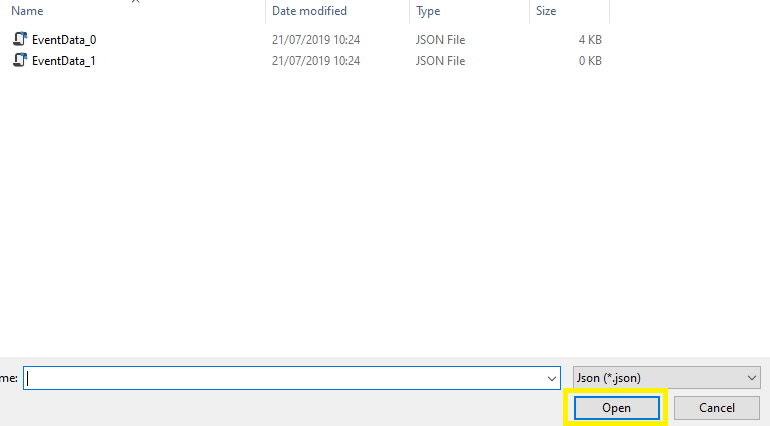 Name Date modified Type Size
EventData_0 21/07/2019 10:24 JSON File 4 KB
EventData_1 21/07/2019 10:24 JSON File 0 KB
me: Json (*.json)
Open Cancel